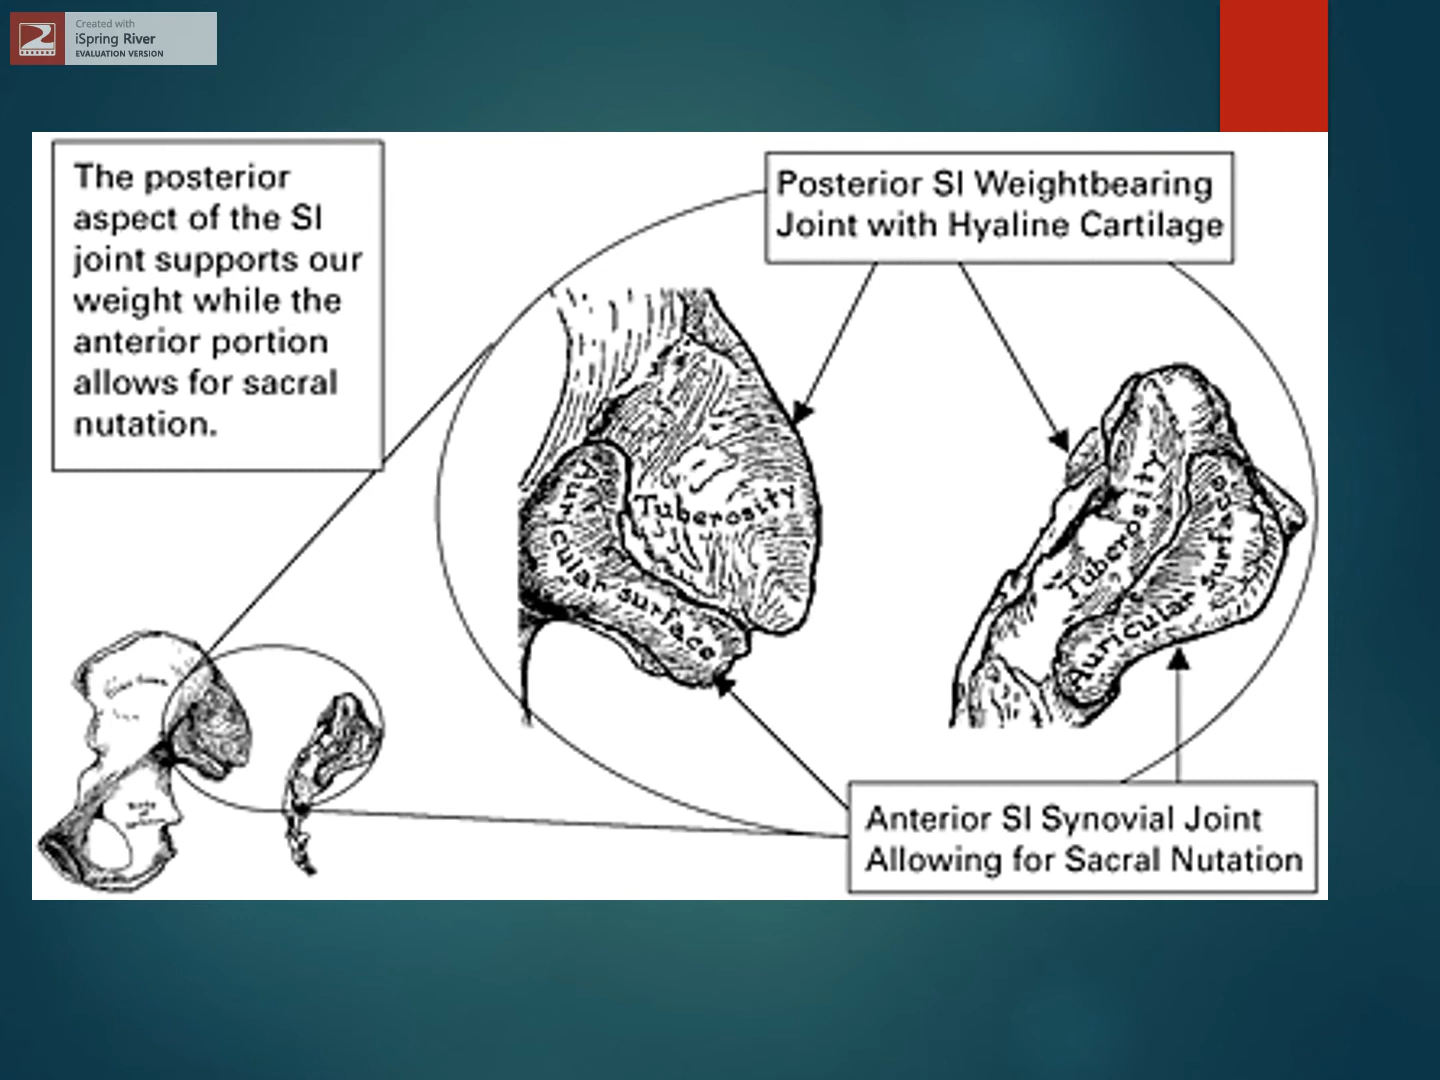 Created with
iSpring River
EVALUATION VERSION
The posterior
aspect of the SI
joint supports our
weight while the
anterior portion
allows for sacral
nutation.
Posterior SI Weightbearing
Joint with Hyaline Cartilage
Tuberosity
Auricular surface
Tuberosity
Auricular surface
Anterior SI Synovial Joint
Allowing for Sacral Nutation